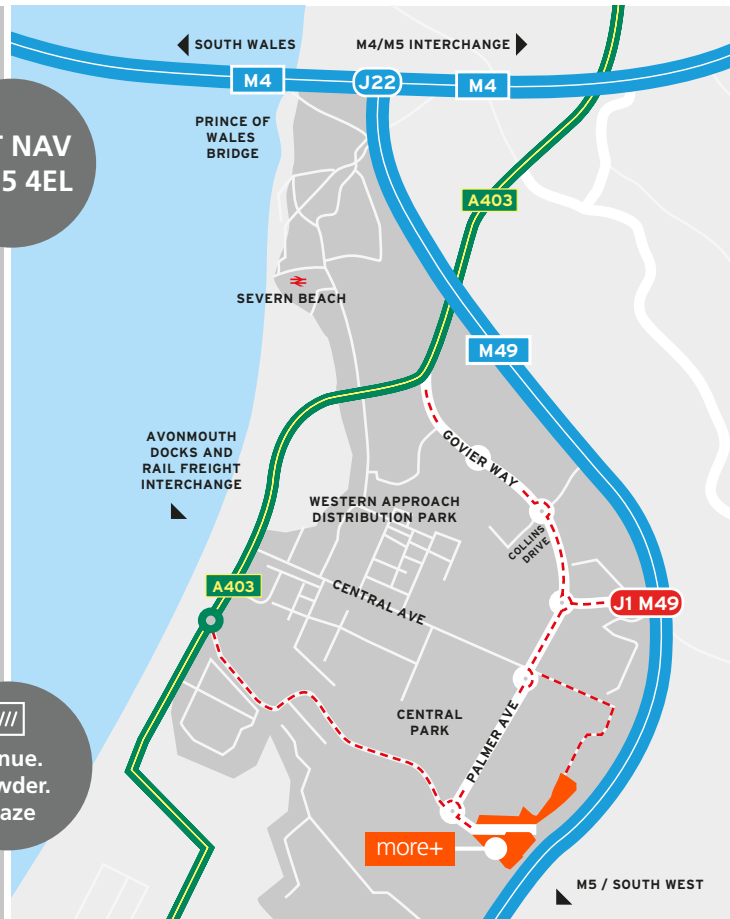 SOUTH WALES
M4/M5 INTERCHANGE
M4
J22
M4
PRINCE OF
WALES
BRIDGE
NAV
5 4EL
A403
SEVERN BEACH
M49
AVONMOUTH
DOCKS AND
RAIL FREIGHT
INTERCHANGE
GOVIER WAY
WESTERN APPROACH
DISTRIBUTION PARK
COLLINS
DRIVE
A403
CENTRAL AVE
J1 M49
///
nue.
wder.
aze
CENTRAL
PARK
PALMER AVE
more+
M5 / SOUTH WEST